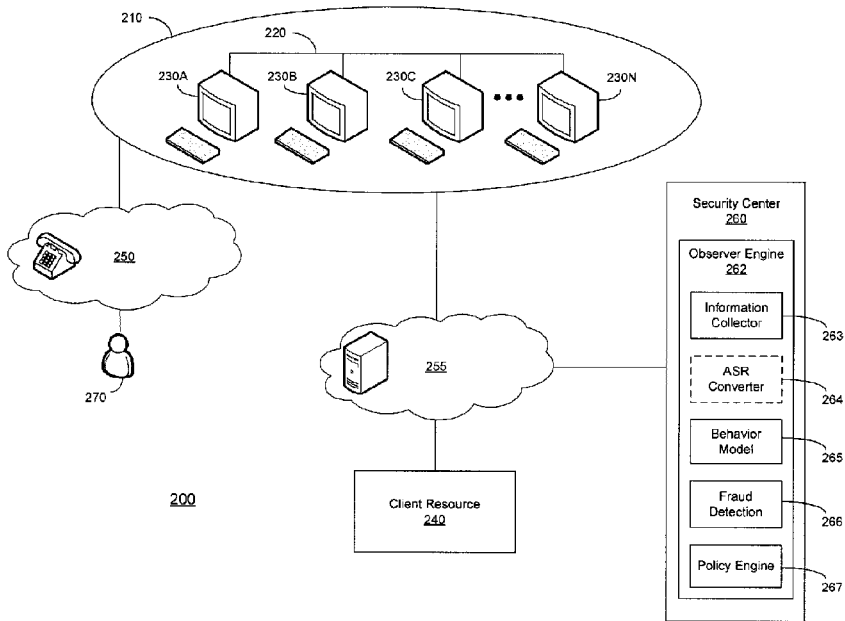 210
220
230A
230B
230C
230N
Security Center
260
Observer Engine
262
Information
Collector
263
ASR
Converter
264
Behavior
Model
265
Fraud
Detection
266
Policy Engine
267
250
270
255
200
Client Resource
240